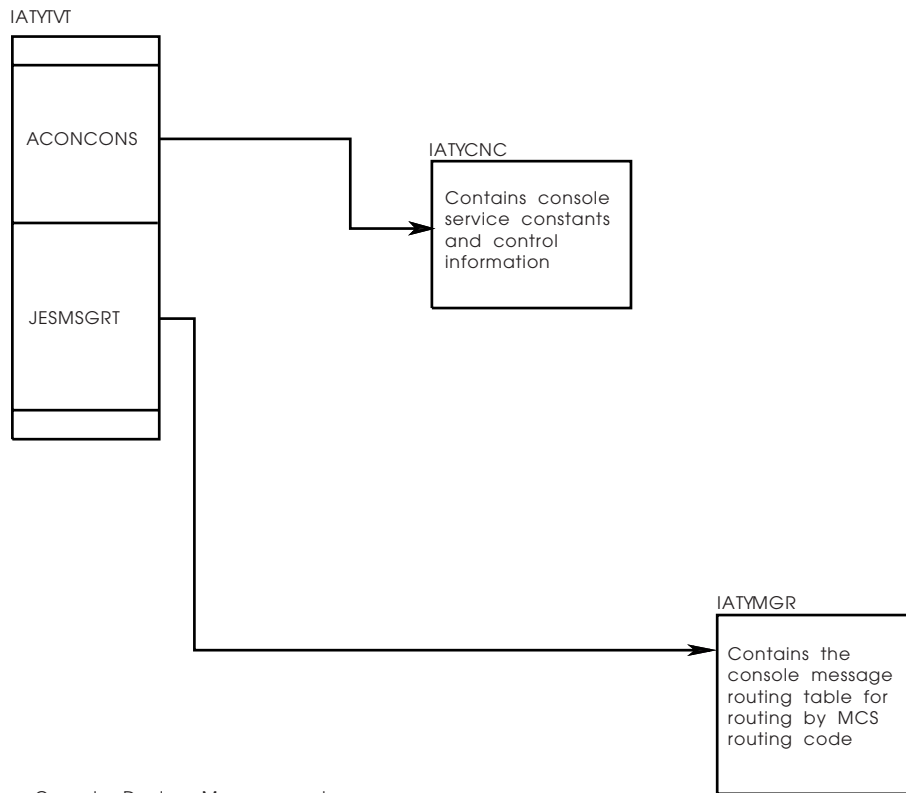 IATYTVT
ACONCONS
IATYCNC
Contains console
service constants
and control
information
JESMSGRT
IATYMGR
Contains the
console message
routing table for
routing by MCS
routing code